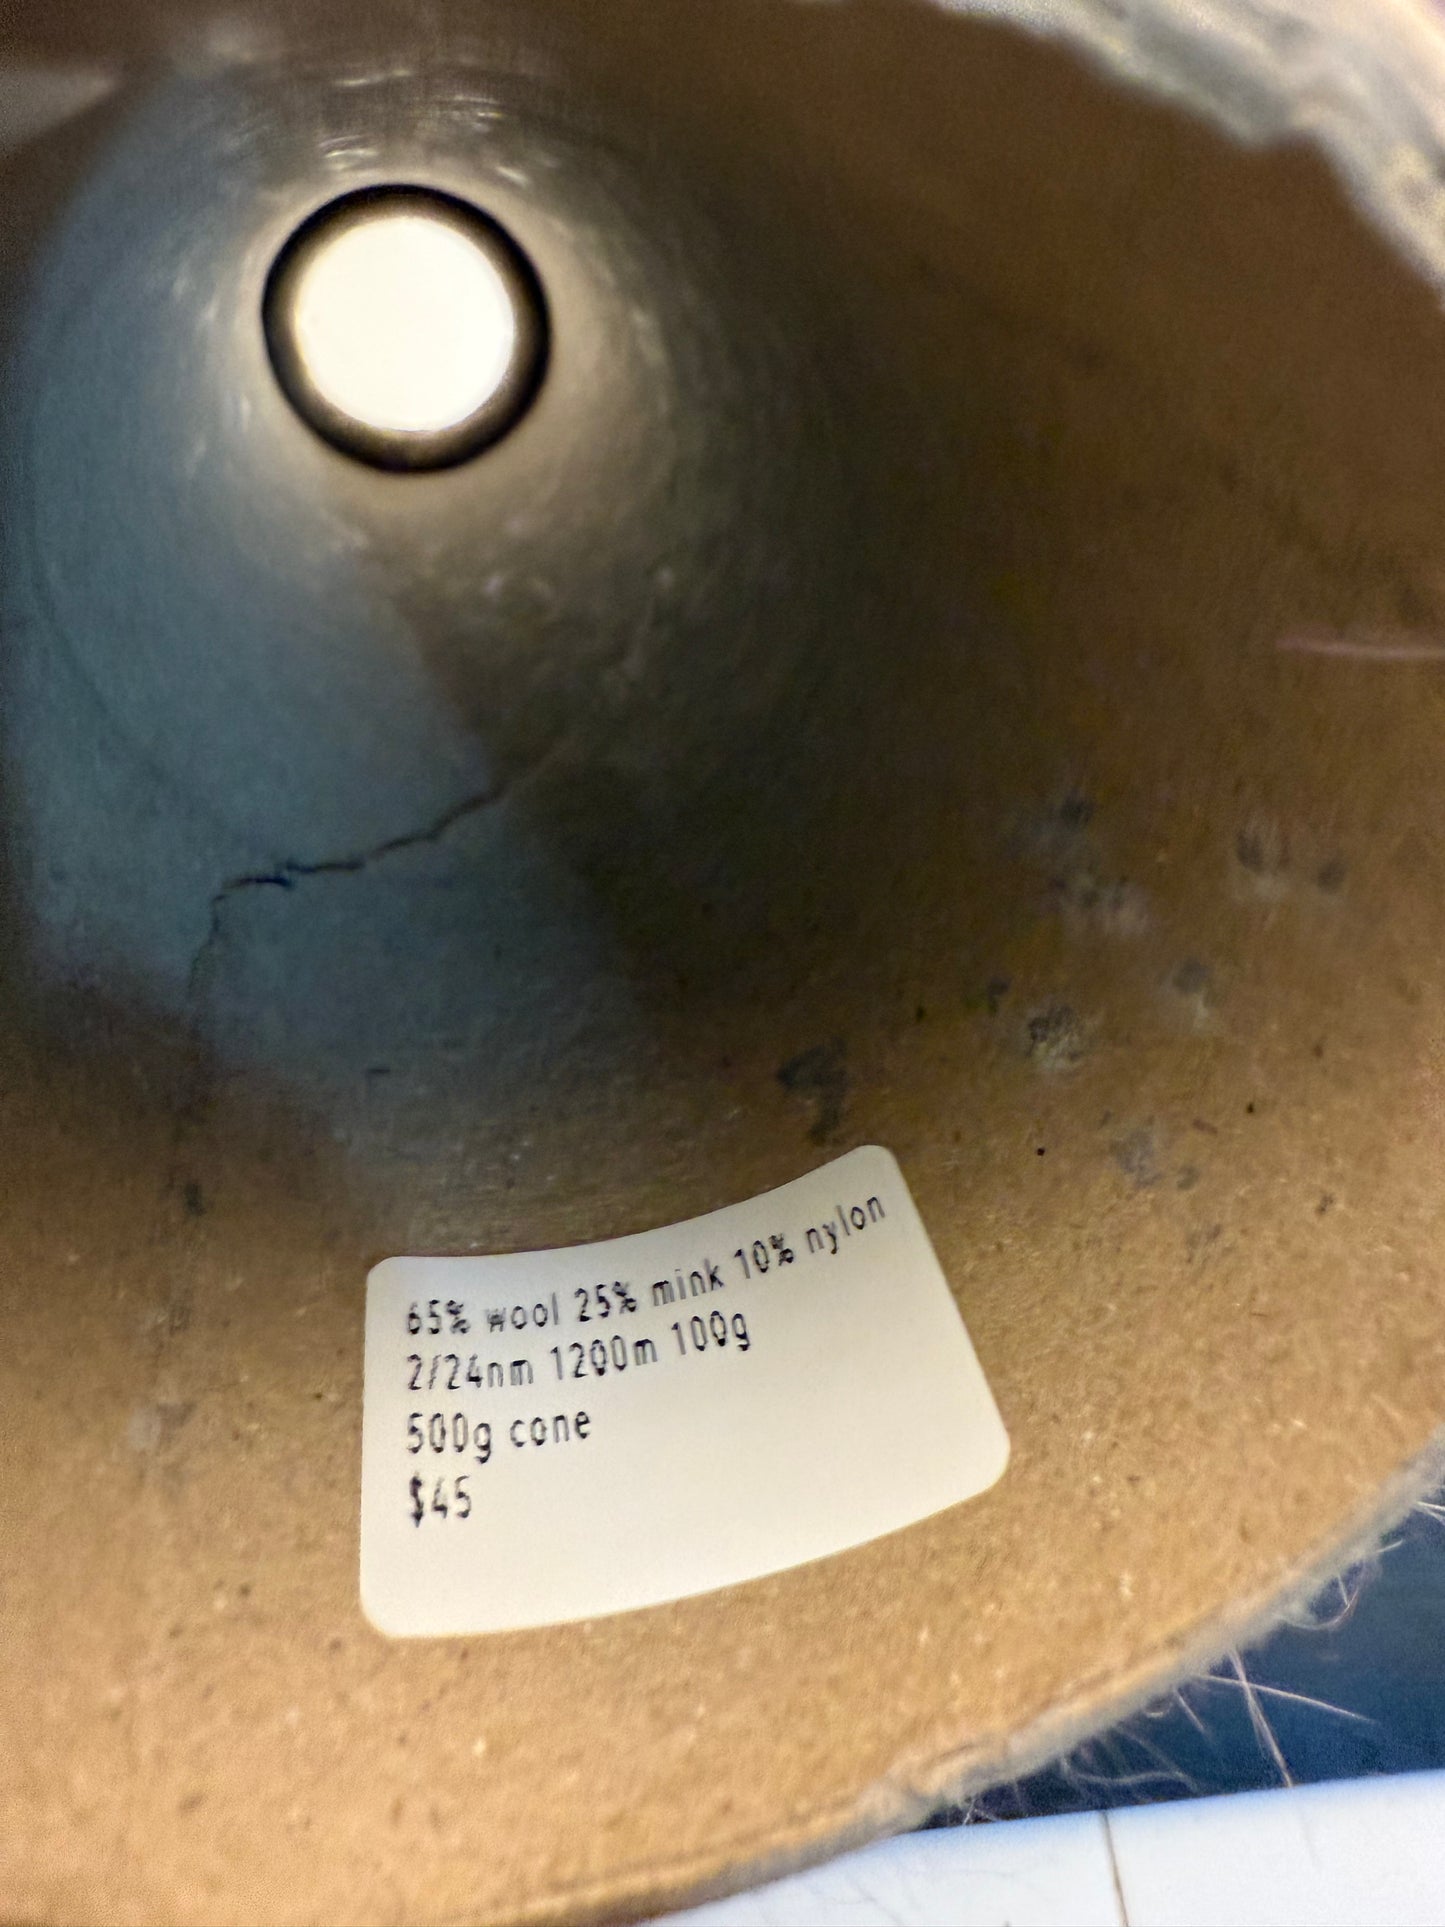 65% wool 25% mink 10% nylon
2/24nm 1200m 100g
500g cone
$45